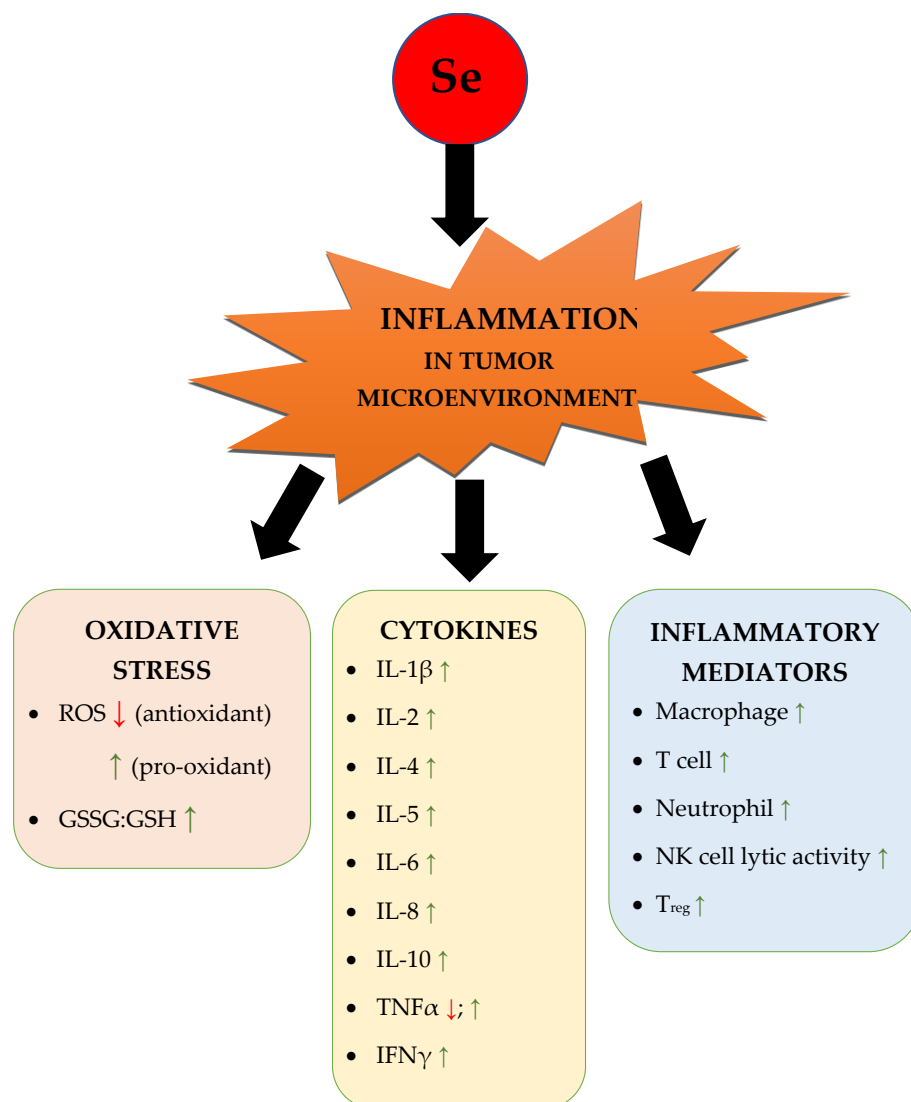 Se
INFLAMMATION
IN TUMOR
MICROENVIRONMENT
OXIDATIVE
STRESS
• ROS ↓ (antioxidant)
↑ (pro-oxidant)
• GSSG:GSH ↑
CYTOKINES
• IL-1β ↑
• IL-2 ↑
• IL-4 ↑
• IL-5 ↑
• IL-6 ↑
• IL-8 ↑
• IL-10 ↑
• TNFα ↓; ↑
• IFNγ ↑
INFLAMMATORY
MEDIATORS
• Macrophage ↑
• T cell ↑
• Neutrophil ↑
• NK cell lytic activity ↑
• Treg ↑